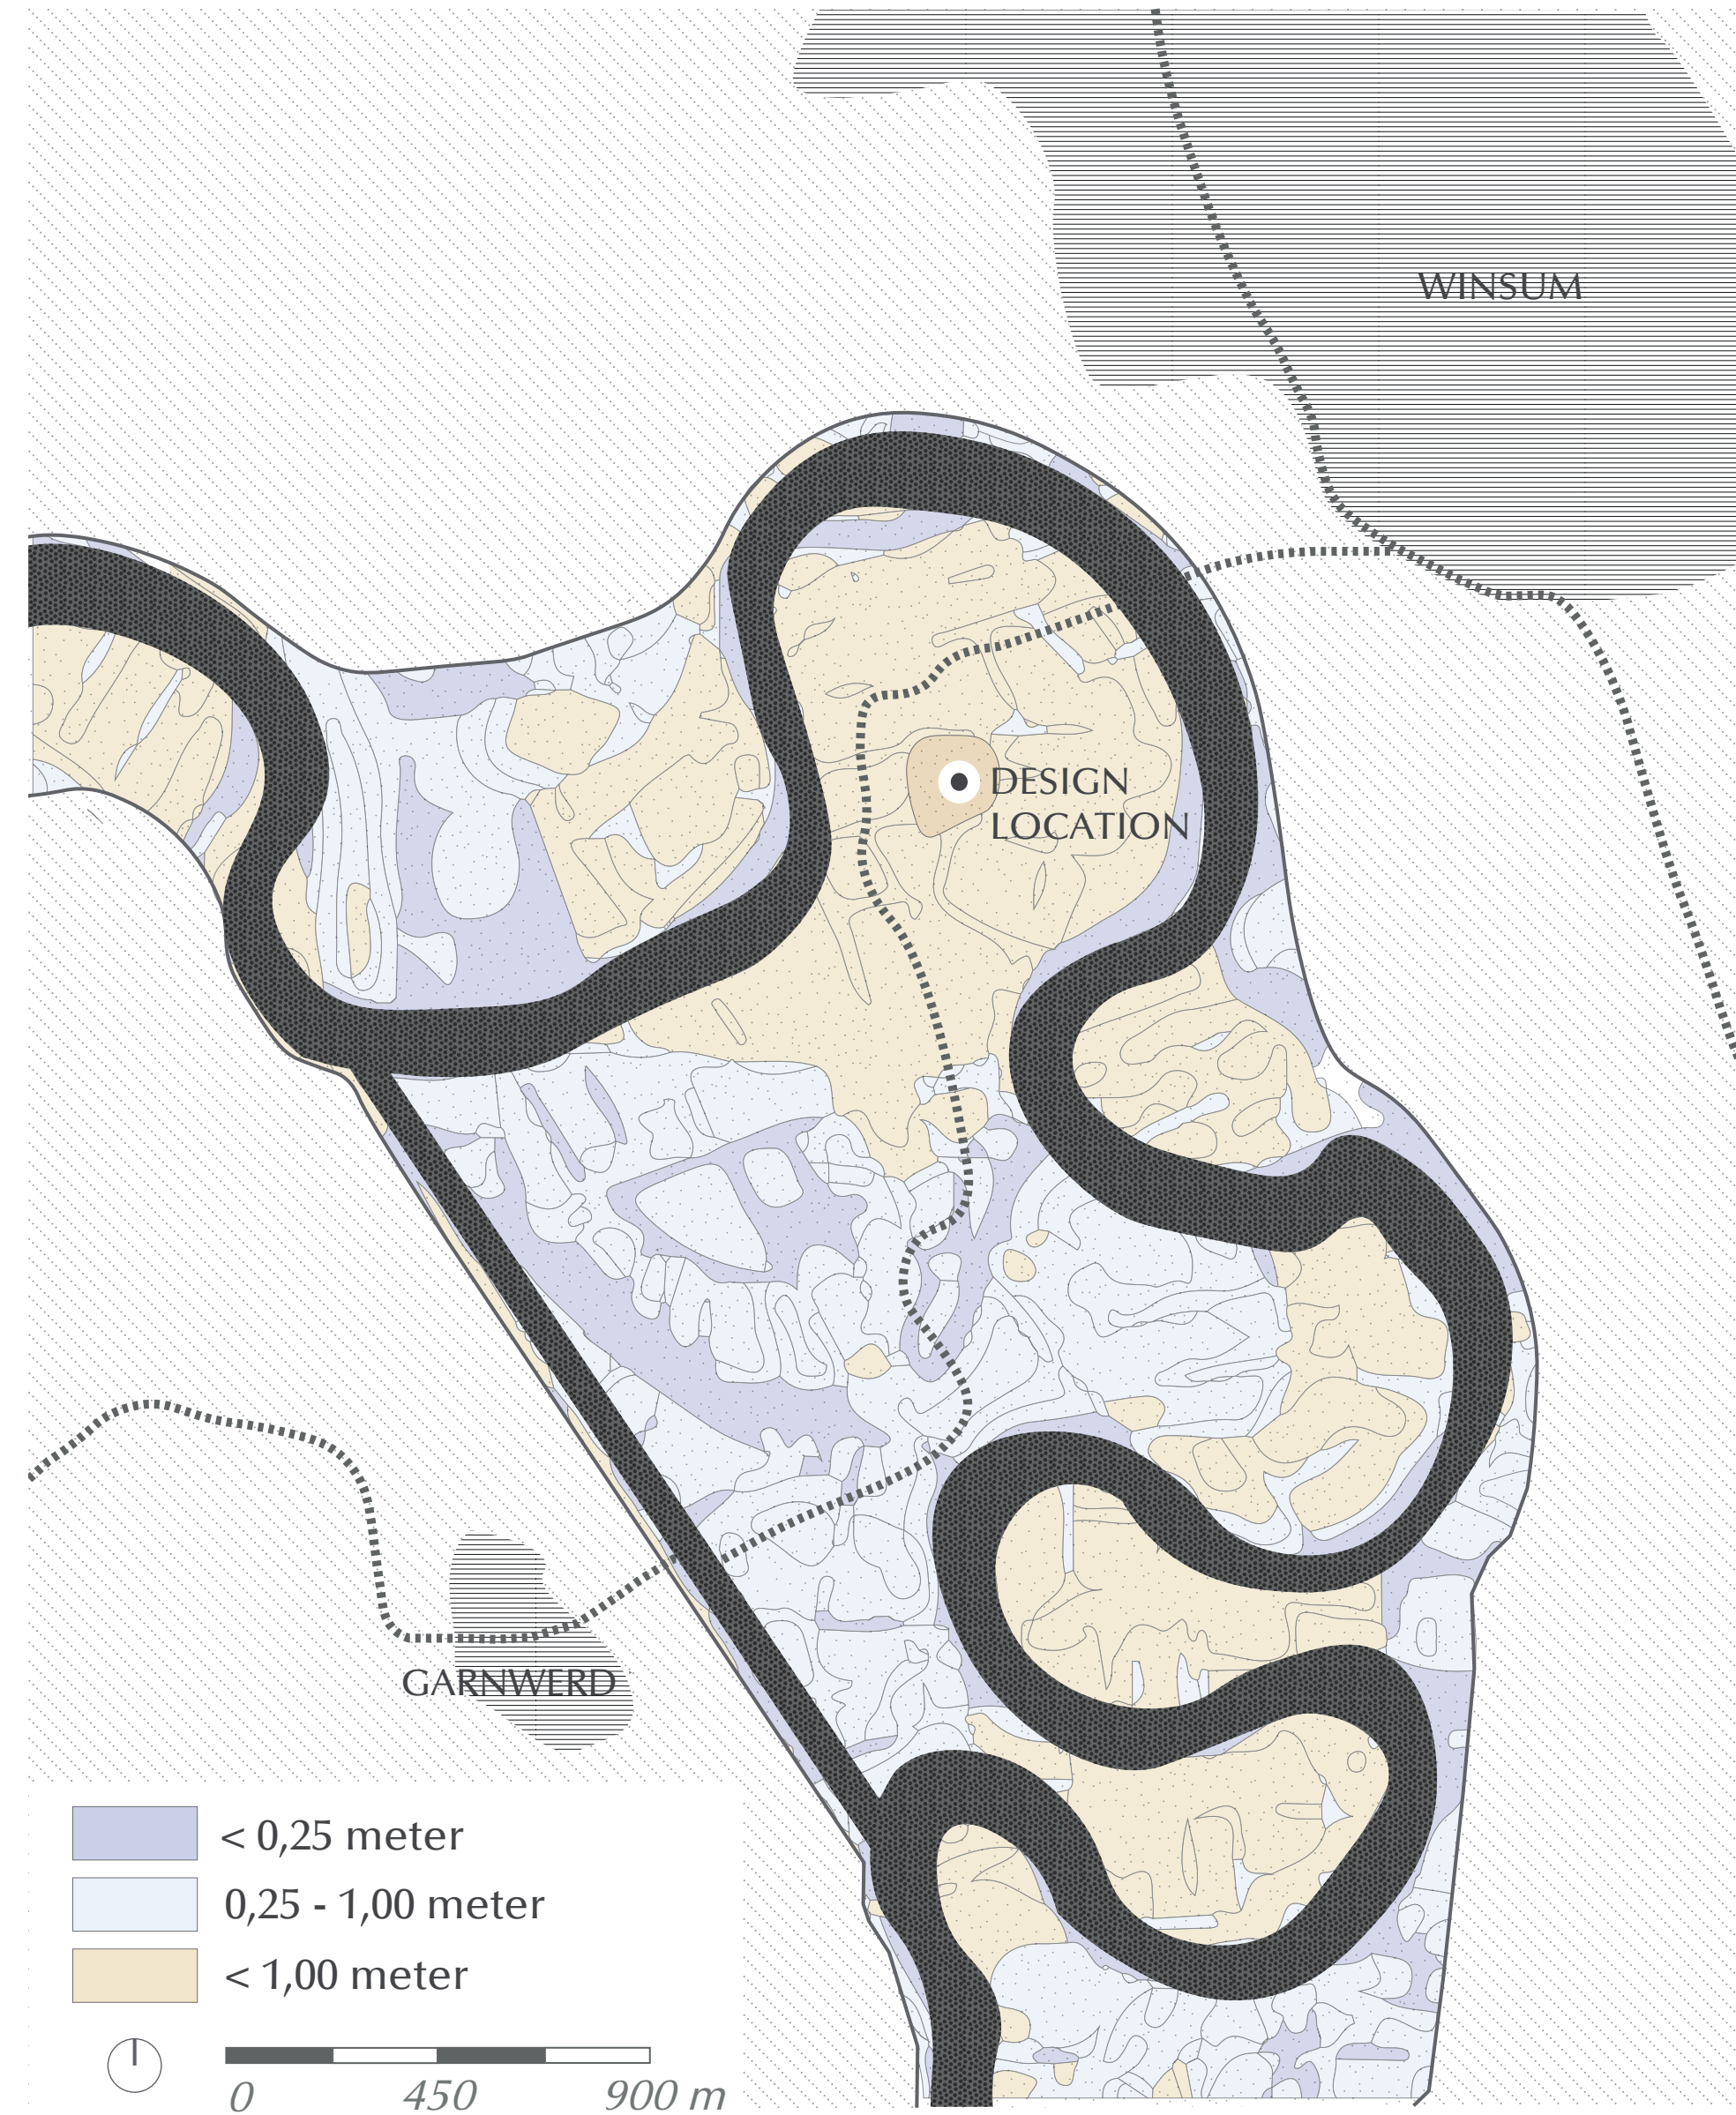 WINSUM
DESIGN
LOCATION
GARNWERD
< 0,25 meter
0,25 - 1,00 meter
< 1,00 meter
0 450 900 m